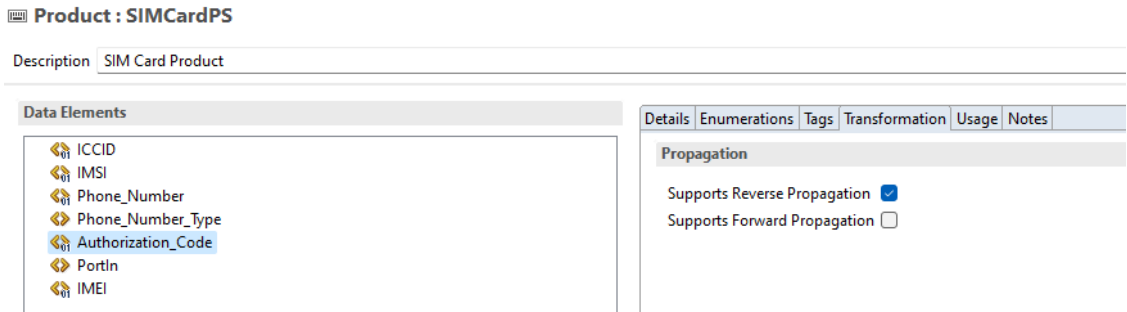 Product : SIMCardPS
Description SIM Card Product
Data Elements
ICCID
IMSI
Phone_Number
Phone_Number_Type
Authorization_Code
PortIn
IMEI
Details Enumerations Tags Transformation Usage Notes
Propagation
Supports Reverse Propagation
Supports Forward Propagation